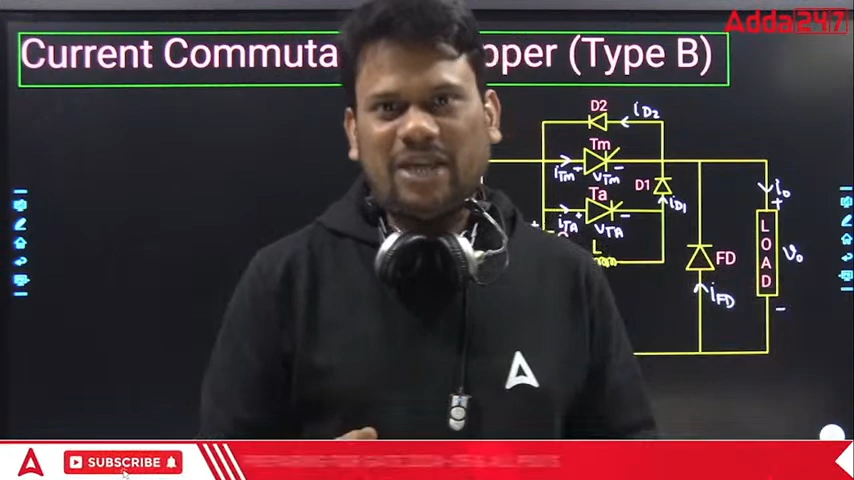 Adda247
Current Commuta pper (Type B)
D2
iD2
Tm
iTm + VTm -
D1
iD1
Ta
iTA + VTA -
L
FD
iFD
io
+
LOAD
vo
-
SUBSCRIBE